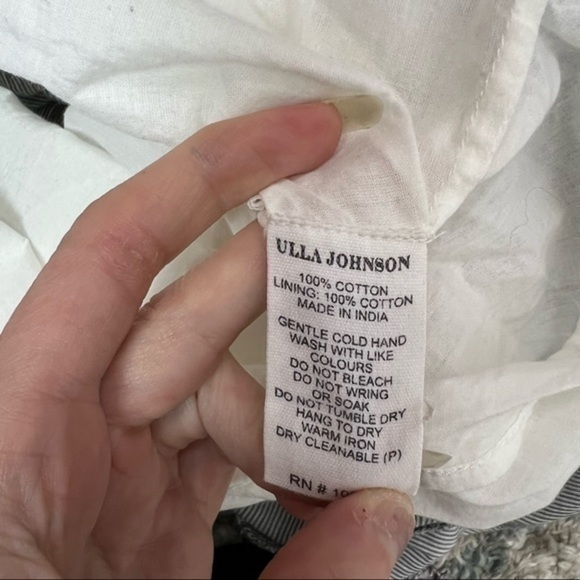 ULLA JOHNSON
100% COTTON
LINING: 100% COTTON
MADE IN INDIA
GENTLE COLD HAND
WASH WITH LIKE
COLOURS
DO NOT BLEACH
DO NOT WRING
OR SOAK
DO NOT TUMBLE DRY
HANG TO DRY
WARM IRON
DRY CLEANABLE (P)
RN #